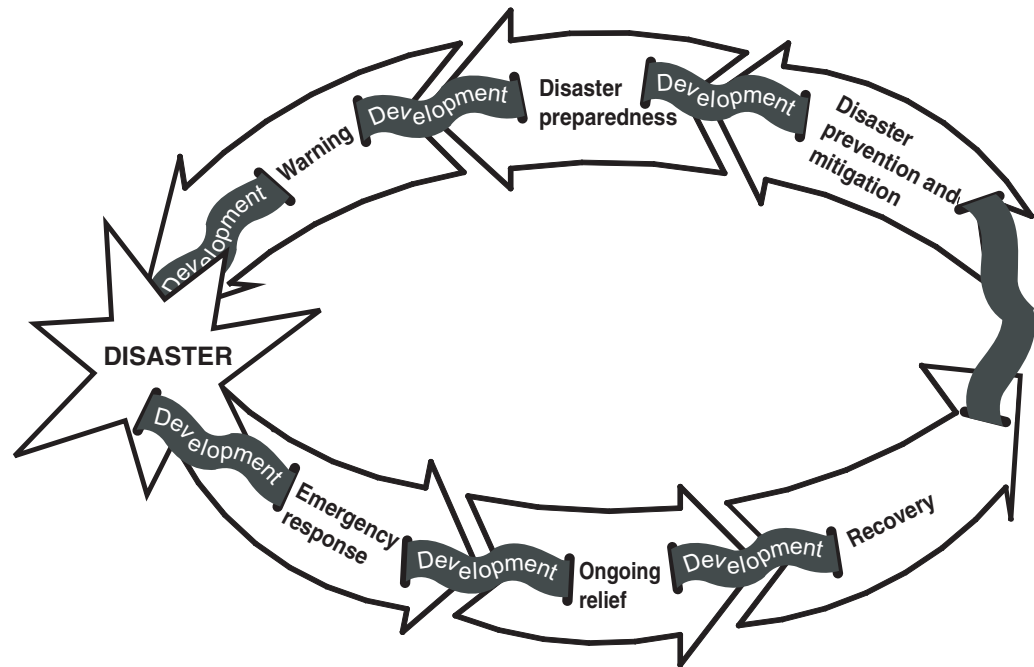 Development
Disaster
preparedness
Development
Disaster
prevention and
mitigation
Warning
Development
DISASTER
Development
Emergency
response
Development
Ongoing
relief
Development
Recovery